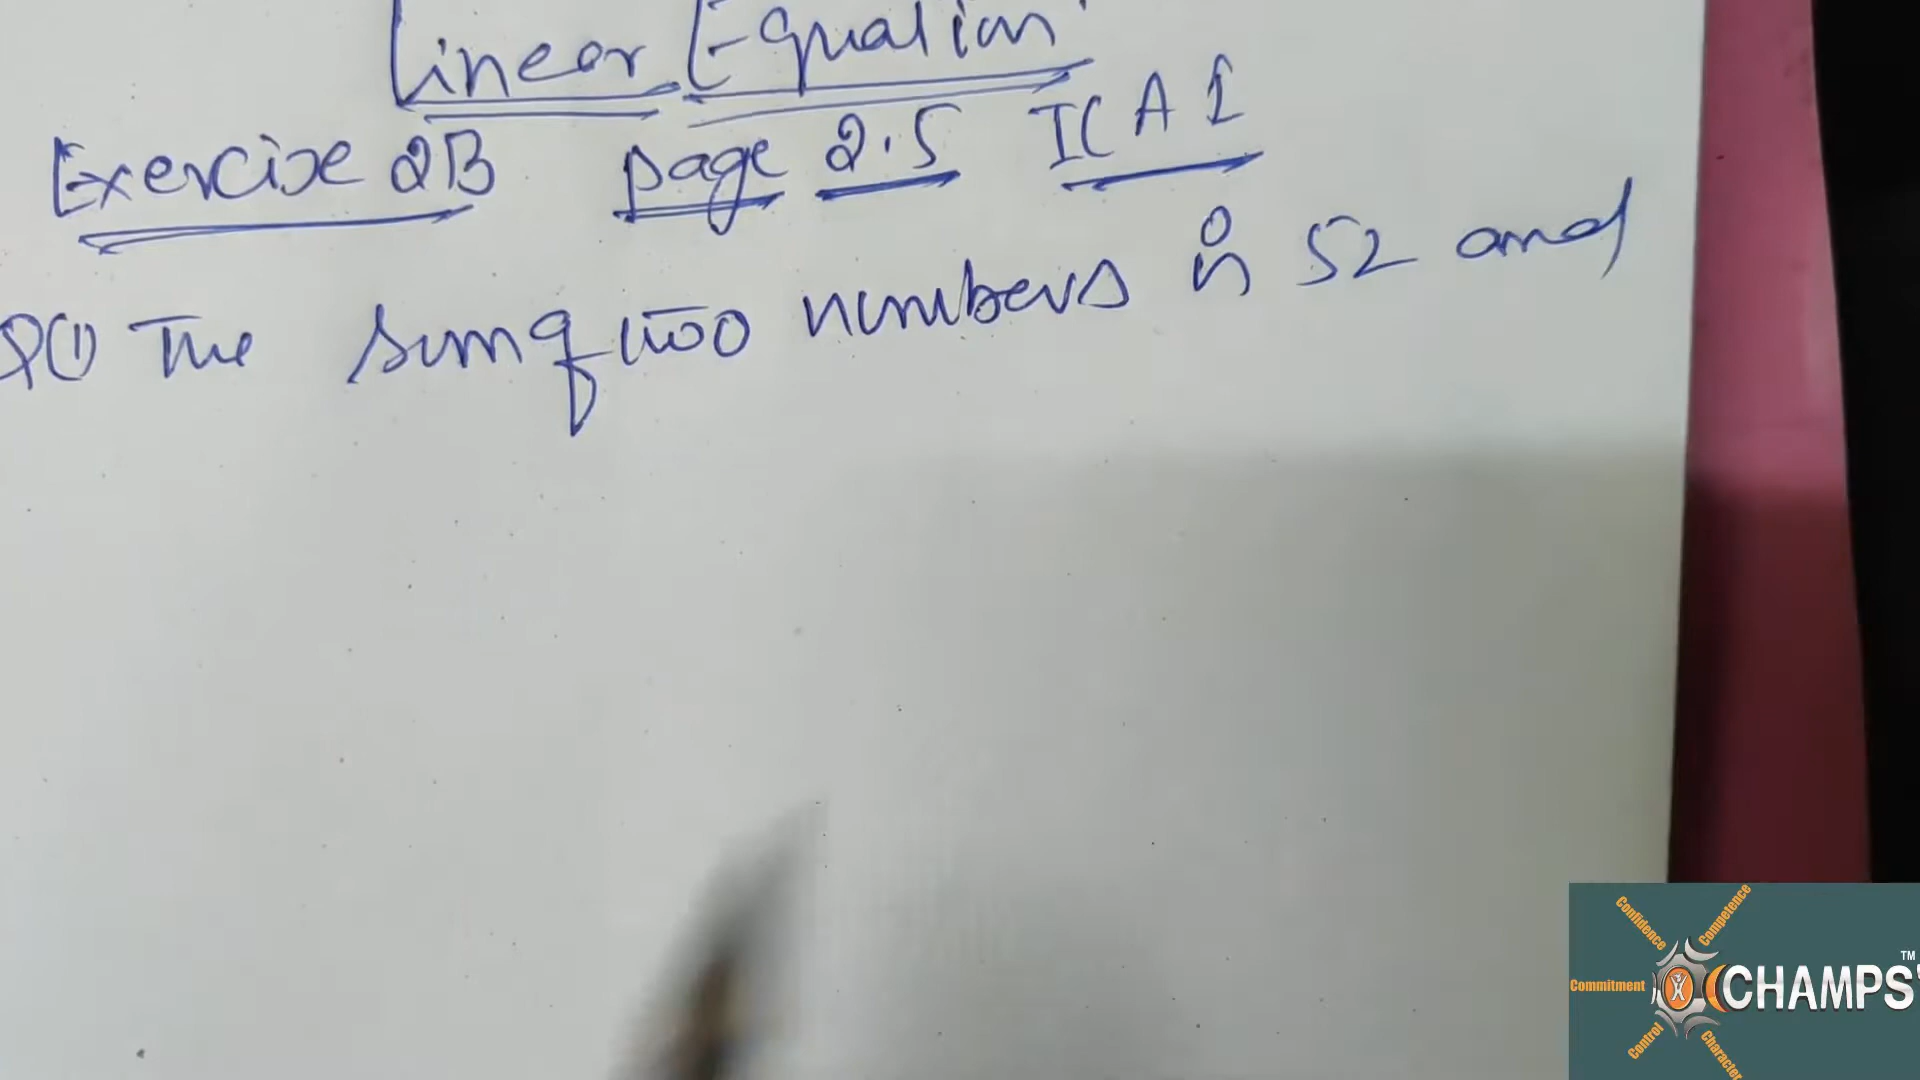 Linear Equation
Exercise 2B page 2.5 ICAI
Q(1) The sum of two numbers is 52 and
Confidence
Competence
Commitment
CHAMPS
TM
Control
Character